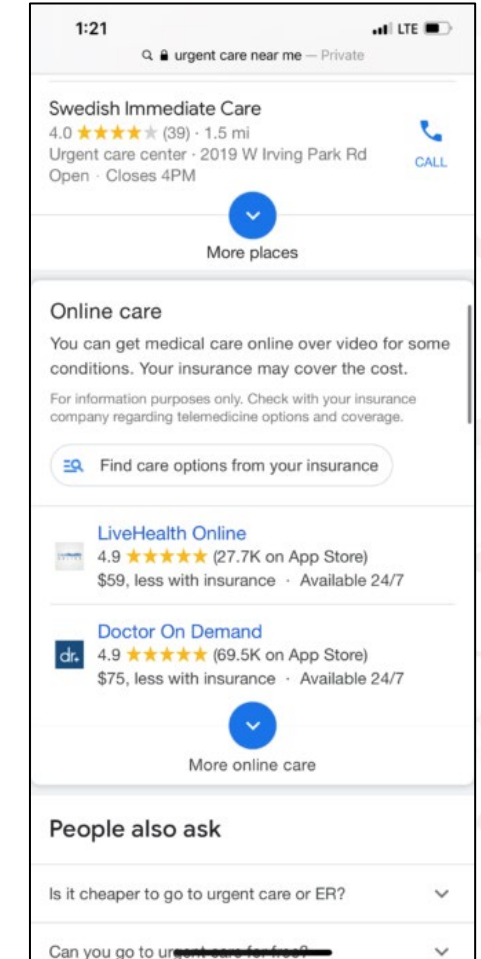 1:21 LTE
urgent care near me — Private
Swedish Immediate Care
4.0 ★★★★★ (39) · 1.5 mi
Urgent care center · 2019 W Irving Park Rd
Open · Closes 4PM
CALL
More places
Online care
You can get medical care online over video for some
conditions. Your insurance may cover the cost.
For information purposes only. Check with your insurance
company regarding telemedicine options and coverage.
Find care options from your insurance
LiveHealth Online
4.9 ★★★★★ (27.7K on App Store)
$59, less with insurance · Available 24/7
dr+
Doctor On Demand
4.9 ★★★★★ (69.5K on App Store)
$75, less with insurance · Available 24/7
More online care
People also ask
Is it cheaper to go to urgent care or ER?
Can you go to urgent care for free?